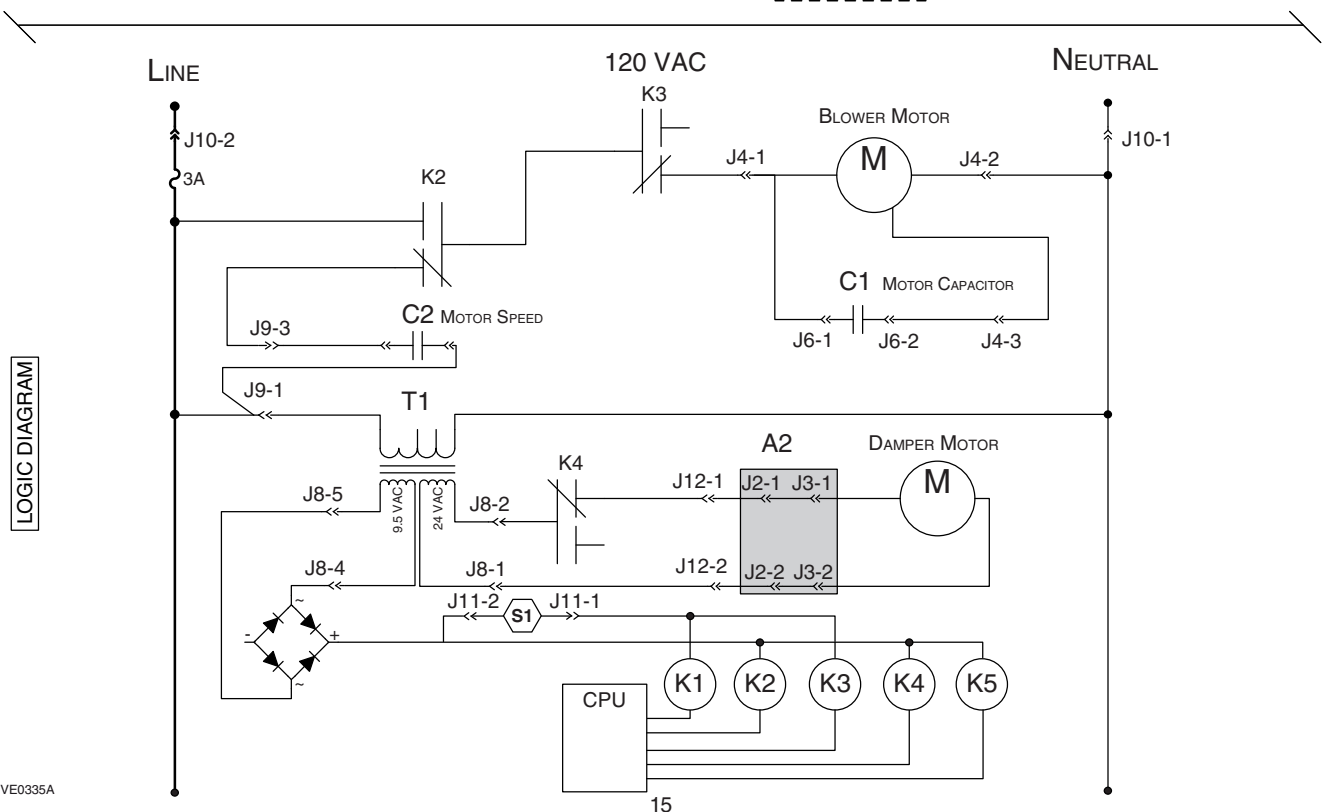 LINE
120 VAC
NEUTRAL
K3
J10-2
BLOWER MOTOR
J10-1
3A
K2
J4-1
M
J4-2
C1 MOTOR CAPACITOR
C2 MOTOR SPEED
J9-3
J6-1
J6-2
J4-3
LOGIC DIAGRAM
J9-1
T1
A2
DAMPER MOTOR
K4
J8-5
9.5 VAC
24 VAC
J8-2
J12-1
J2-1
J3-1
M
J8-4
J8-1
J12-2
J2-2
J3-2
~
J11-2
S1
J11-1
-
+
~
CPU
K1
K2
K3
K4
K5
VE0335A
15